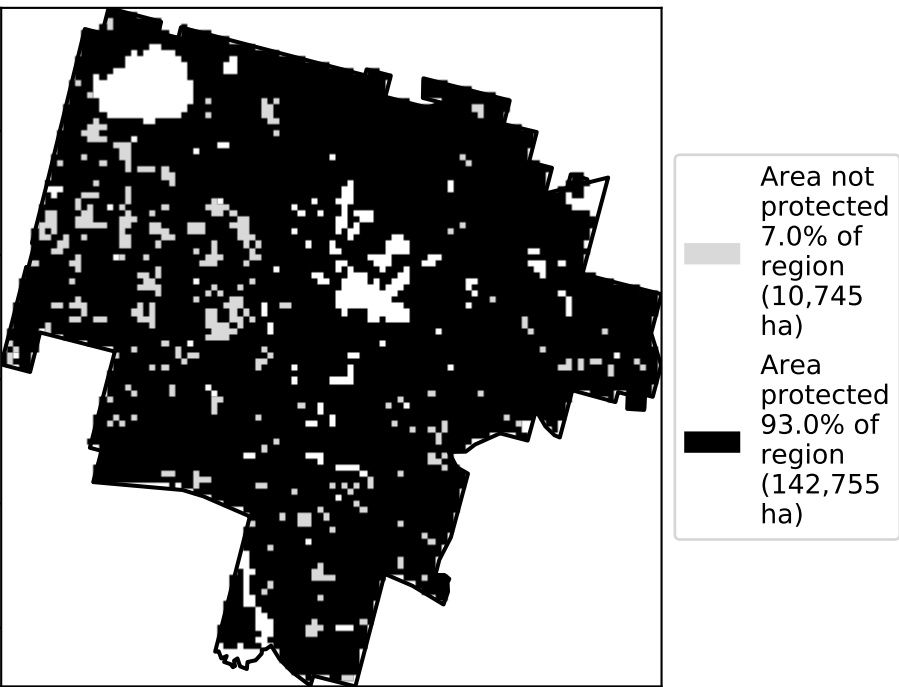 Area not
protected
7.0% of
region
(10,745
ha)
Area
protected
93.0% of
region
(142,755
ha)